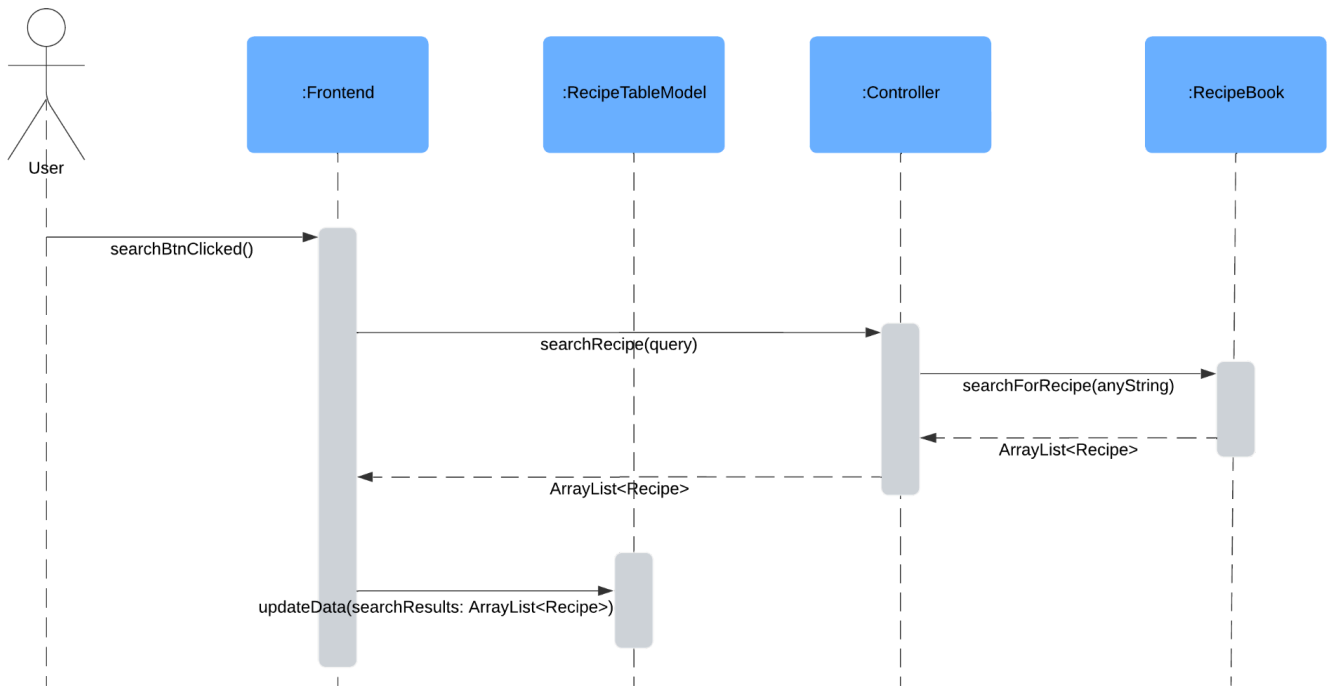 :Frontend
:RecipeTableModel
:Controller
:RecipeBook
User
searchBtnClicked()
searchRecipe(query)
searchForRecipe(anyString)
ArrayList<Recipe>
ArrayList<Recipe>
updateData(searchResults: ArrayList<Recipe>)